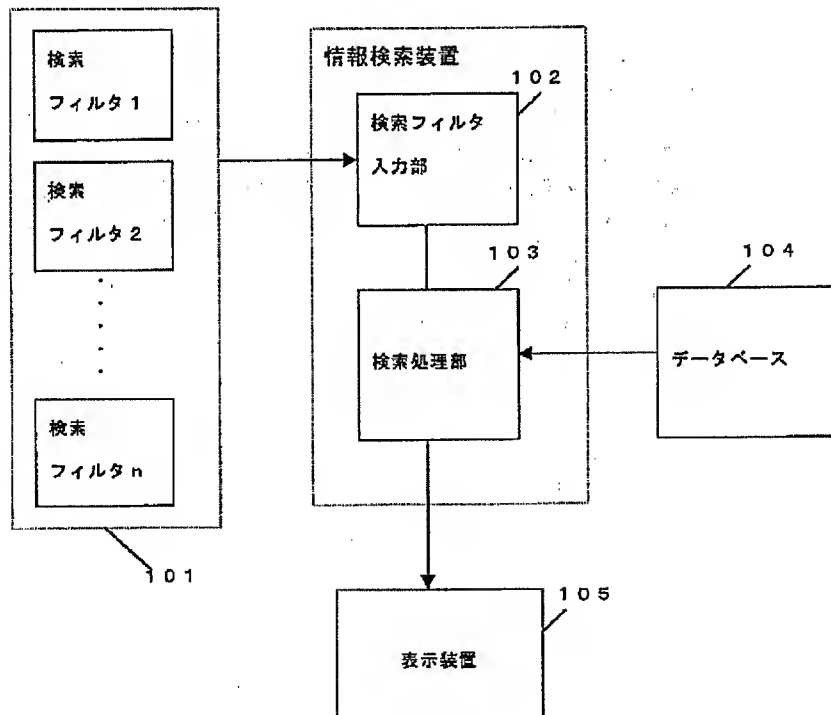 検索
フィルタ1
検索
フィルタ2
検索
フィルタn
101
情報検索装置
102
検索フィルタ
入力部
103
検索処理部
104
データベース
105
表示装置